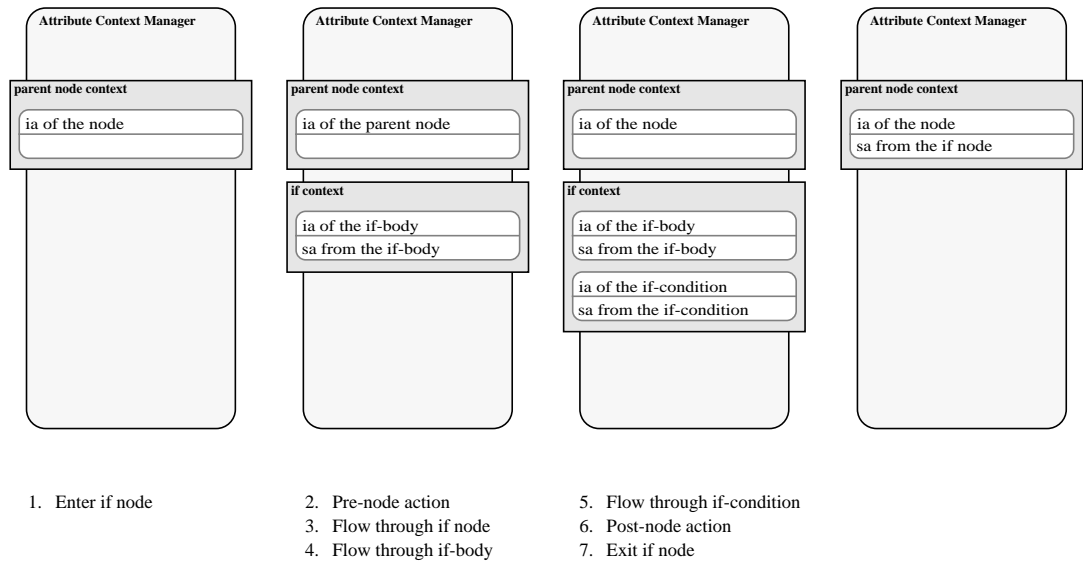 Attribute Context Manager
parent node context
ia of the node
Attribute Context Manager
parent node context
ia of the parent node
if context
ia of the if-body
sa from the if-body
Attribute Context Manager
parent node context
ia of the node
if context
ia of the if-body
sa from the if-body
ia of the if-condition
sa from the if-condition
Attribute Context Manager
parent node context
ia of the node
sa from the if node
1. Enter if node
2. Pre-node action
3. Flow through if node
4. Flow through if-body
5. Flow through if-condition
6. Post-node action
7. Exit if node